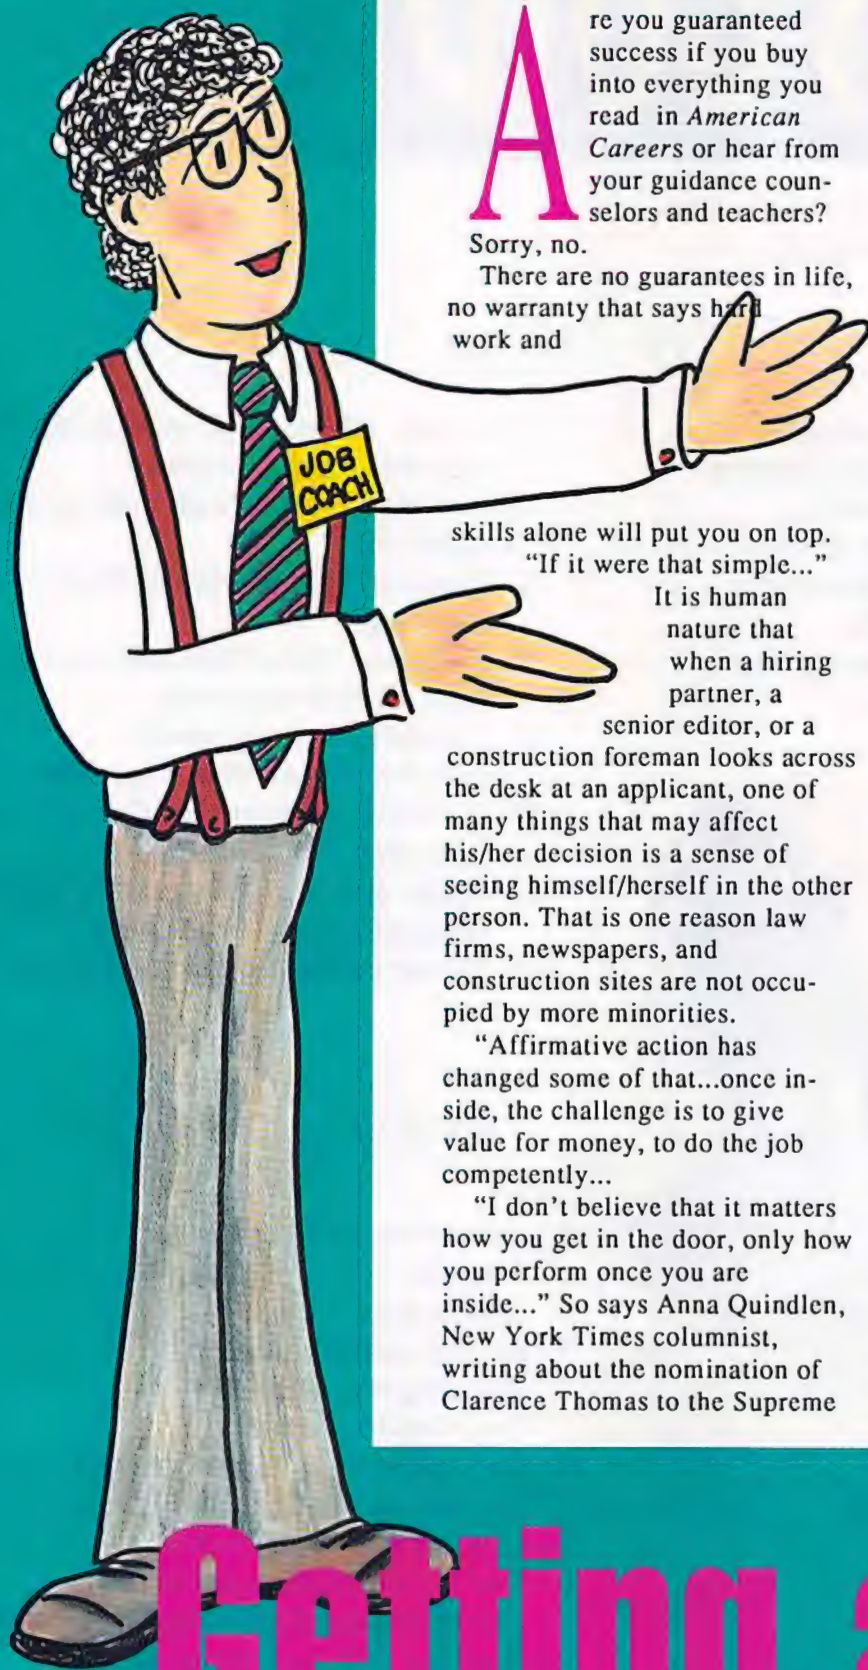 Are you guaranteed
success if you buy
into everything you
read in American
Careers or hear from
your guidance coun-
selors and teachers?
Sorry, no.
There are no guarantees in life,
no warranty that says hard
work and
JOB
COACH
skills alone will put you on top.
“If it were that simple...”
It is human
nature that
when a hiring
partner, a
senior editor, or a
construction foreman looks across
the desk at an applicant, one of
many things that may affect
his/her decision is a sense of
seeing himself/herself in the other
person. That is one reason law
firms, newspapers, and
construction sites are not occu-
pied by more minorities.
“Affirmative action has
changed some of that...once in-
side, the challenge is to give
value for money, to do the job
competently...
“I don’t believe that it matters
how you get in the door, only how
you perform once you are
inside...” So says Anna Quindlen,
New York Times columnist,
writing about the nomination of
Clarence Thomas to the Supreme
Getting